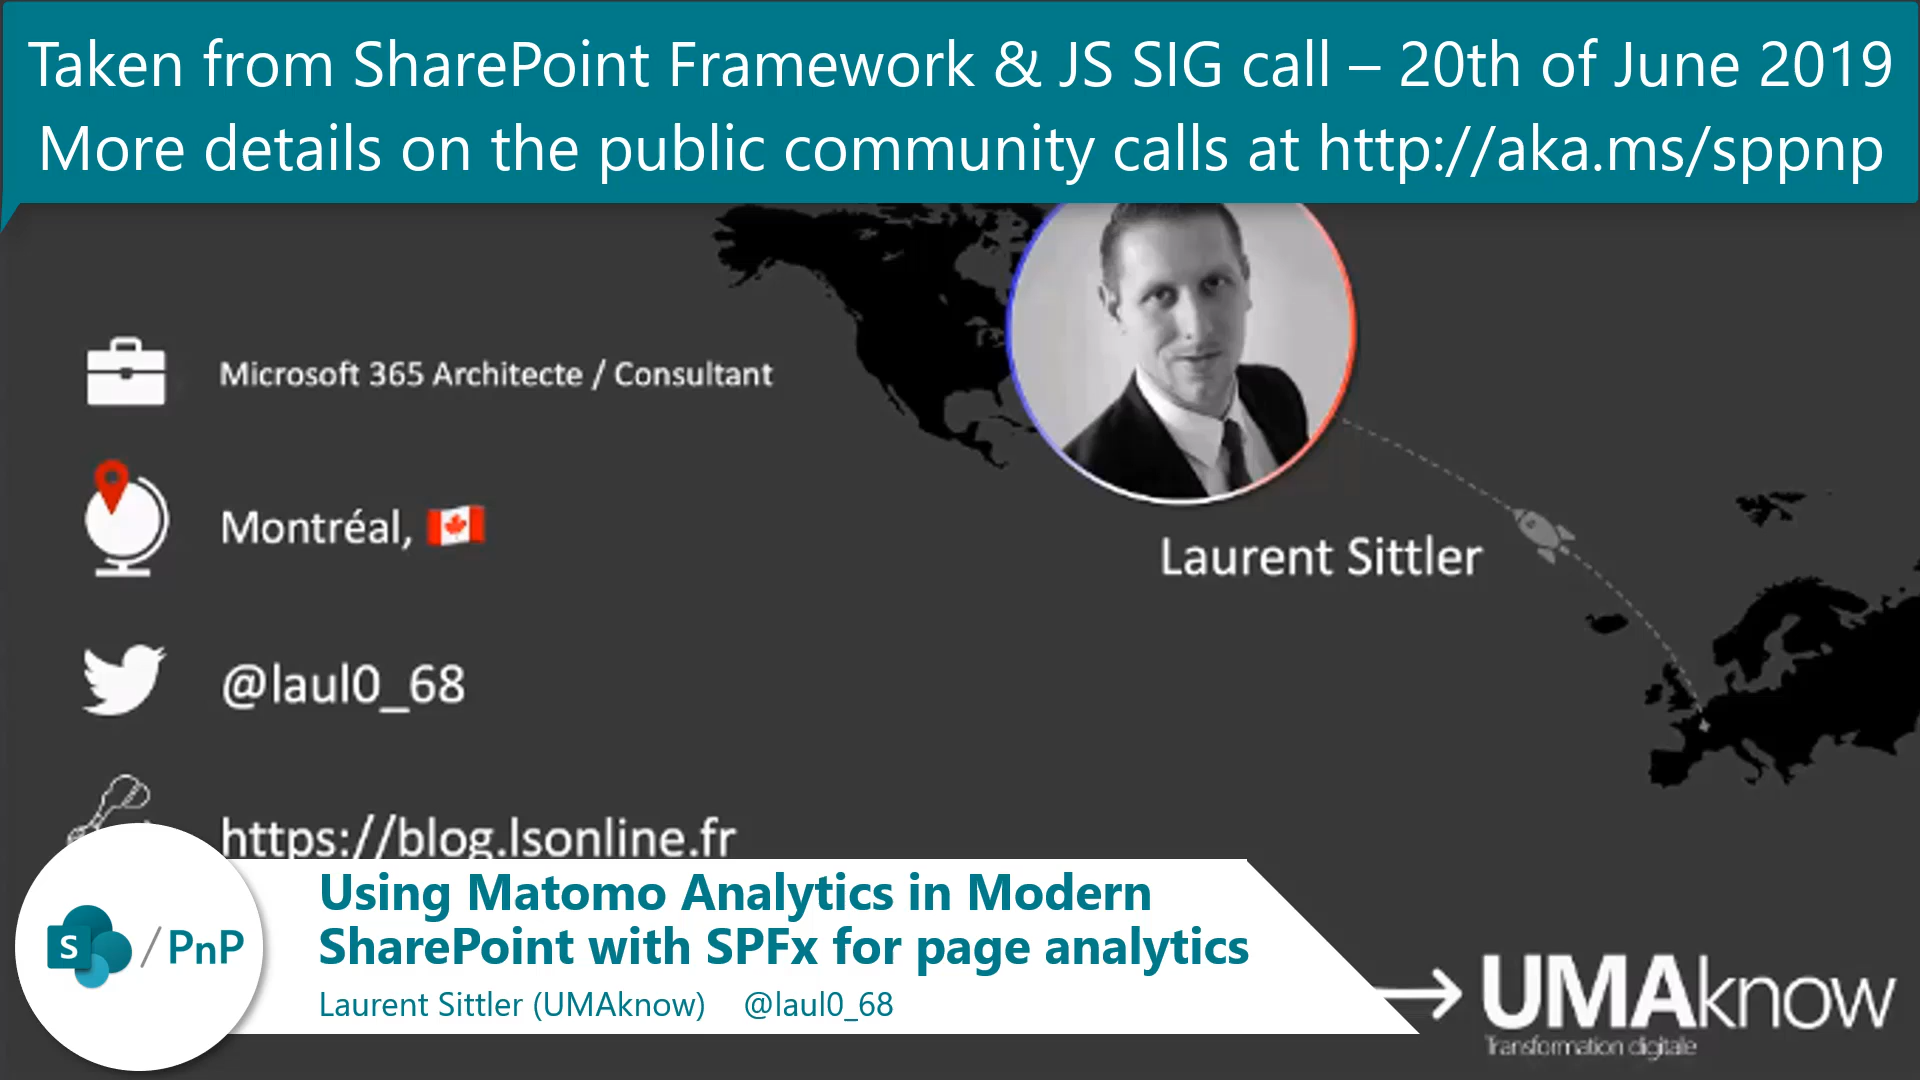 Taken from SharePoint Framework & JS SIG call – 20th of June 2019
More details on the public community calls at http://aka.ms/sppnp
Microsoft 365 Architecte / Consultant
Montréal,
Laurent Sittler
@laul0_68
https://blog.lsonline.fr
Using Matomo Analytics in Modern
SharePoint with SPFx for page analytics
Laurent Sittler (UMAknow) @laul0_68
S / PnP
UMAknow
Transformation digitale